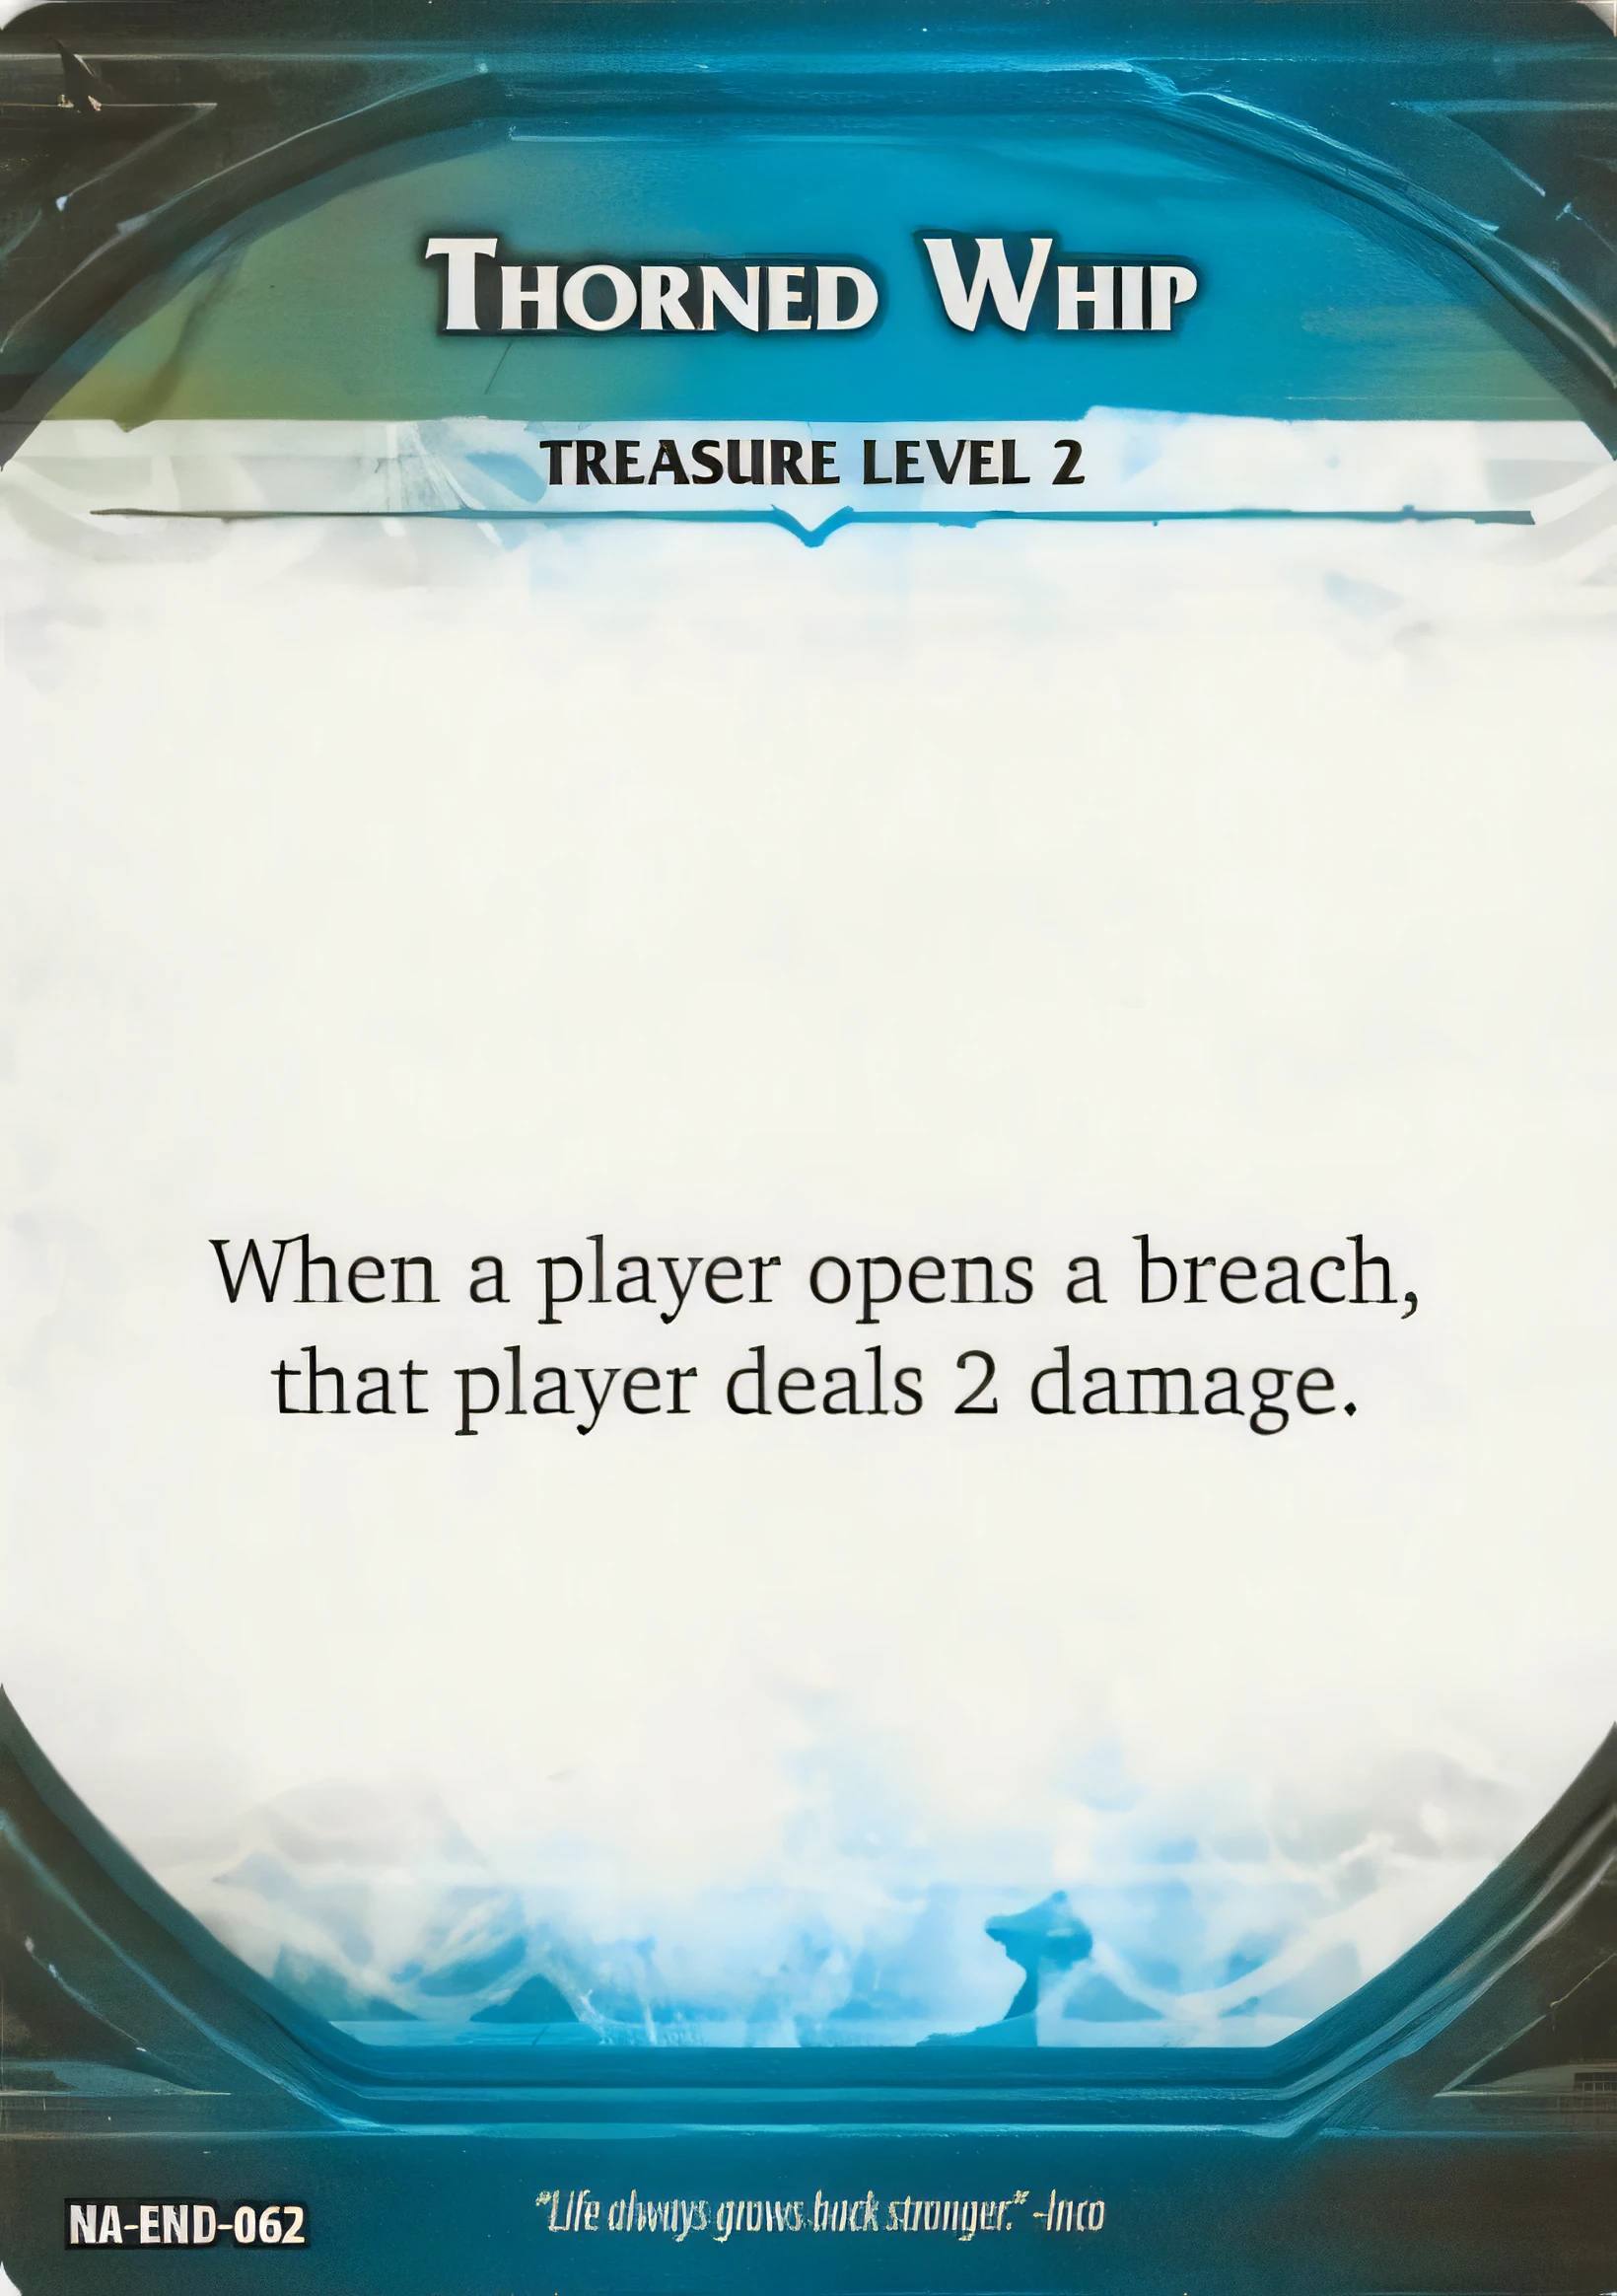 Thorned Whip
TREASURE LEVEL 2
When a player opens a breach,
that player deals 2 damage.
NA-END-062
"Life always grows back stronger." -Inco